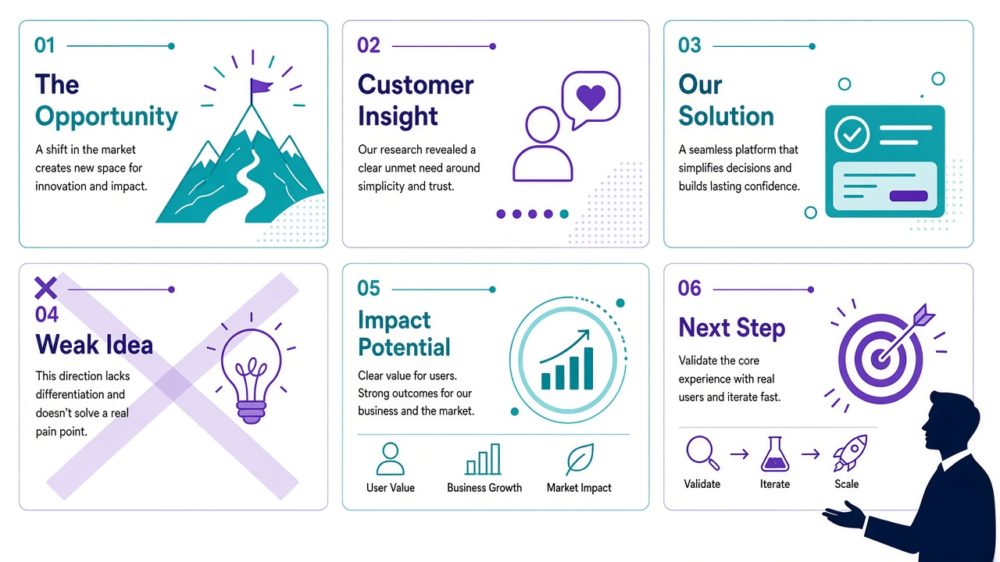 01
The
Opportunity
A shift in the market
creates new space for
innovation and impact.
02
Customer
Insight
Our research revealed a
clear unmet need around
simplicity and trust.
03
Our
Solution
A seamless platform that
simplifies decisions and
builds lasting confidence.
04
Weak Idea
This direction lacks
differentiation and
doesn’t solve a real
pain point.
05
Impact
Potential
Clear value for users.
Strong outcomes for our
business and the market.
User Value
Business Growth
Market Impact
06
Next Step
Validate the core
experience with real
users and iterate fast.
Validate
Iterate
Scale